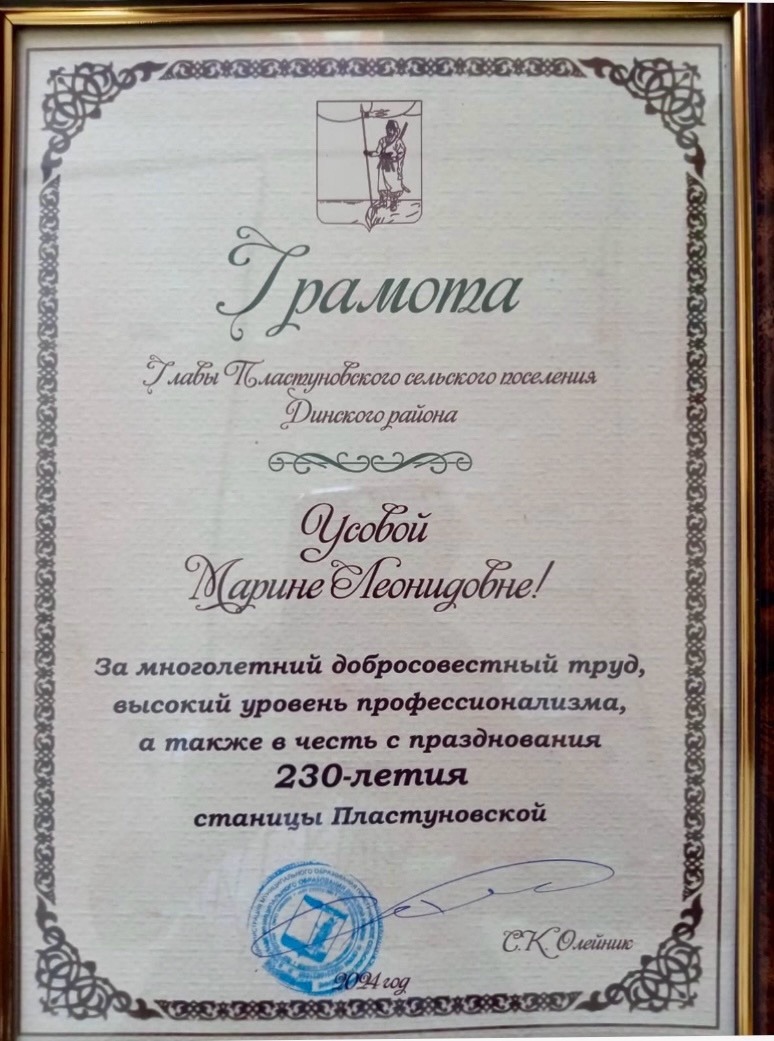 Грамота
Главы Пластуновского сельского поселения
Динского района
Усовой
Марине Леонидовне!
За многолетний добросовестный труд,
высокий уровень профессионализма,
а также в честь с празднования
230-летия
станицы Пластуновской
С.К. Олейник
2024 год